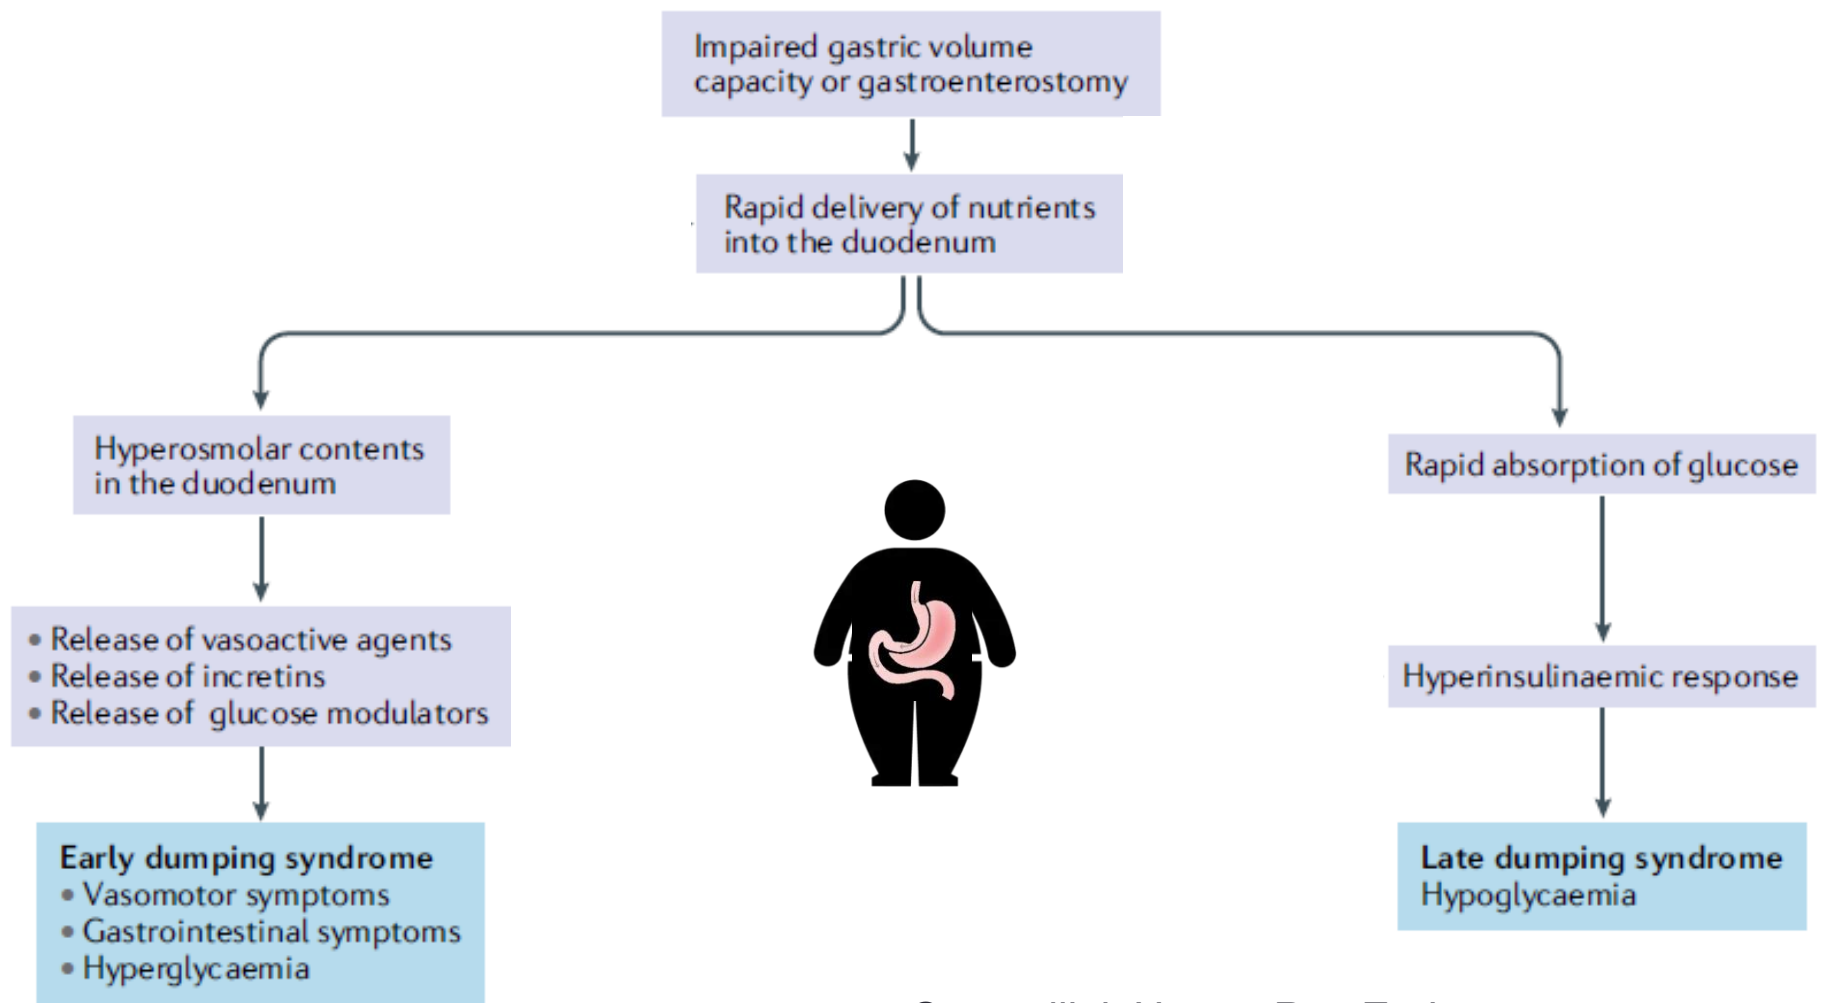 Impaired gastric volume
capacity or gastroenterostomy
Rapid delivery of nutrients
into the duodenum
Hyperosmolar contents
in the duodenum
Rapid absorption of glucose
• Release of vasoactive agents
• Release of incretins
• Release of glucose modulators
Hyperinsulinaemic response
Early dumping syndrome
• Vasomotor symptoms
• Gastrointestinal symptoms
• Hyperglycaemia
Late dumping syndrome
Hypoglycaemia